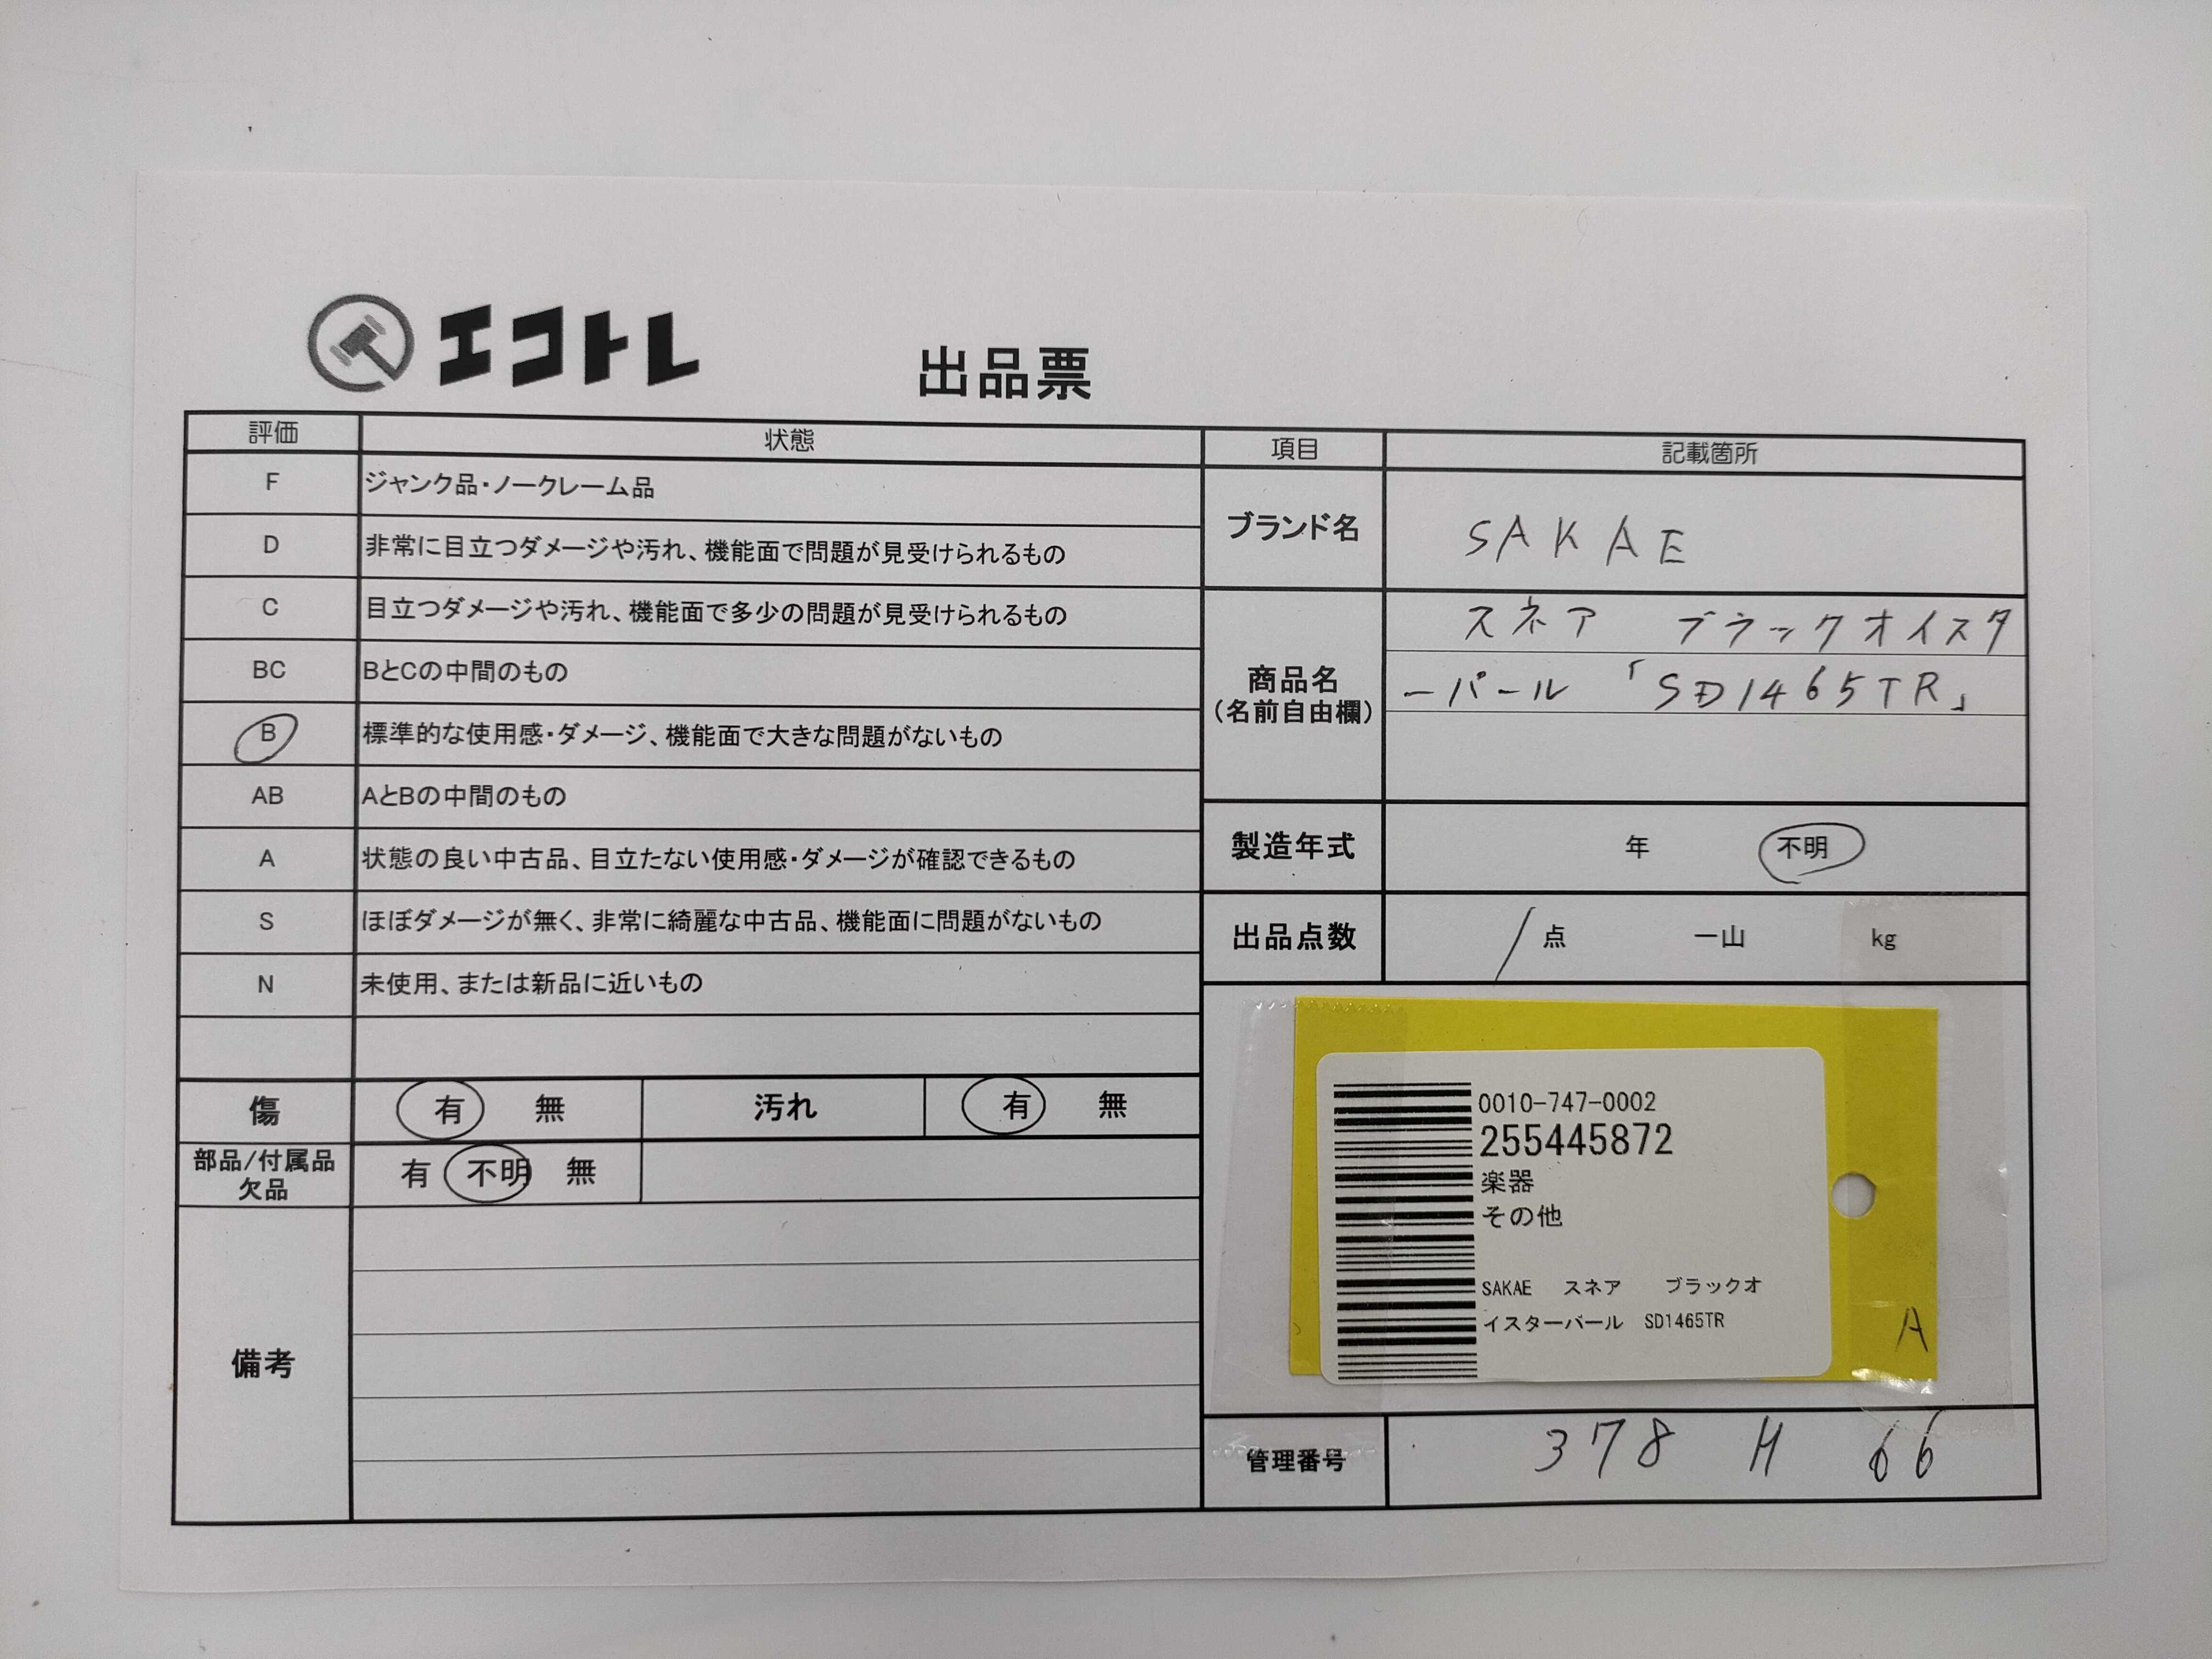 エコトレ
出品票
評価 状態
F ジャンク品・ノークレーム品
D 非常に目立つダメージや汚れ、機能面で問題が見受けられるもの
C 目立つダメージや汚れ、機能面で多少の問題が見受けられるもの
BC BとCの中間のもの
B 標準的な使用感・ダメージ、機能面で大きな問題がないもの
AB AとBの中間のもの
A 状態の良い中古品、目立たない使用感・ダメージが確認できるもの
S ほぼダメージが無く、非常に綺麗な中古品、機能面に問題がないもの
N 未使用、または新品に近いもの
傷 有 無 汚れ 有 無
部品/付属品
欠品
有 不明 無
備考
項目 記載箇所
ブランド名 SAKAE
商品名
(名前自由欄)
スネア ブラックオイスタ
ーパール「SD1465TR」
製造年式 年 不明
出品点数 1点 一山 kg
0010-747-0002
255445872
楽器
その他
SAKAE スネア ブラックオ
イスターパール SD1465TR
A
管理番号 378 H 66